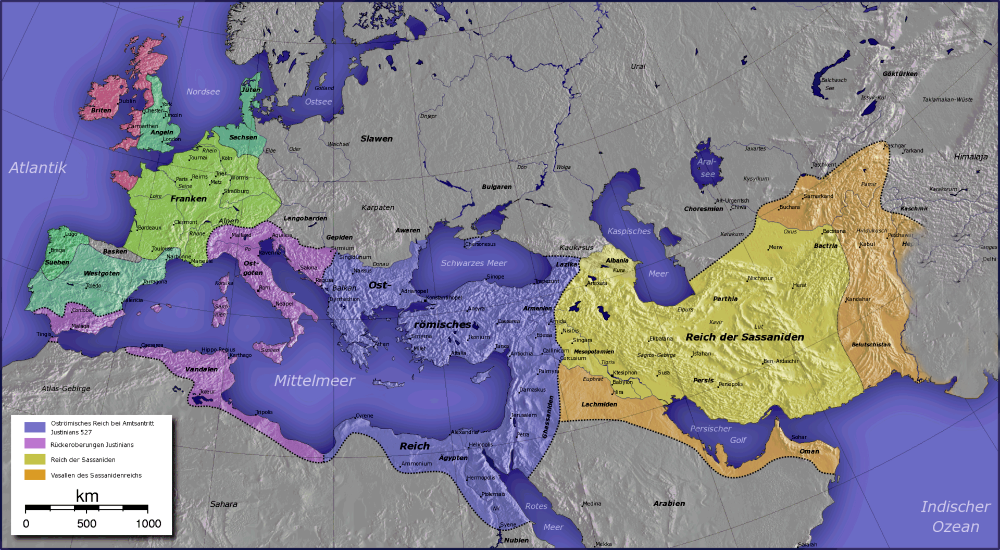 Ural
Göktürken
Balchasch
See
Issyk-Kul
Taklamakan-Wüste
Nordsee
Jüten
Gotland
Ostsee
Dublin
Briten
York
Chester
Lincoln
Carmarthen
Angeln
London
Sachsen
Dnjepr
Slawen
Weichsel
Elbe
Oder
Rhein
Tournai
Köln
Atlantik
Paris
Reims
Trier
Metz
Worms
Seine
Straßburg
Loire
Franken
Don
Wolga
Bulgaren
Aral-
see
Jaxartes
Taschkent
Kysylkum
Kaschgar
Yarkand
Himalaja
Pamir
Karakorum
Samarkand
Buchara
Alt-Urgentsch
Chiwa
Choresmien
Kaschmir
Karpaten
Langobarden
Alpen
Clermont
Bordeaux
Rhone
Awaren
Gepiden
Kaspisches
Meer
Karakum
Oxus
Bactriana
Hindukusch
Peschawar
Kabul
Bactria
Merw
Ganges
Delhi
Lugo
Braga
Sueben
Basken
Westgoten
Toledo
Tarragona
Valencia
Toulouse
Narbonne
Marseille
Mailand
Aquileia
Po
Ravenna
Ost-
goten
Sirmium
Singidunum
Donau
Naissus
Salona
Ragusa
Balkan
Ost-
Korsika
Rom
Chersonesus
Schwarzes Meer
Kaukasus
Lazika
Albania
Kura
Sinope
Trapezunt
Artaxata
Nischapur
Herat
Parthia
Elburs
Kandahar
Cordoba
Malaga
Tingis
Sardi
nien
Neapel
Dyrrhachion
Adrianopel
Konstantinopel
Ancyra
Armenien
Caesarea
römisches
Smyrna
Ikonium
Athen
Milet
Attalia
Tarsos
Amida
Edessa
Nisibis
Singara
Kavir
Lut
Reich der Sassaniden
Ekbatana
Belutschistan
Caesarea
Hippo Regius
Karthago
Sizilien
Vandalen
Mittelmeer
Antiochia
Callinicum
Cercusium
Mesopotamien
Tigris
Sagros-Gebirge
Isfahan
Ben-Ardaschir
Palmyra
Ktesiphon
Susa
Euphrat
Babylon
Hira
Persis
Persepolis
Damaskus
Lachmiden
Ghassaniden
Atlas-Gebirge
Tozeur
Tripolis
Cyrene
Alexandria
Jerusalem
Petra
Reich
Heliopolis
Ägypten
Ammonium
Hermopolis
Ptolemais
Nil
Syene
Nubien
Sahara
Persischer
Golf
Sohar
Oman
Rotes
Meer
Medina
Arabien
Mekka
Salalah
Indischer
Ozean
Oströmisches Reich bei Amtsantritt
Justinians 527
Rückeroberungen Justinians
Reich der Sassaniden
Vasallen des Sassanidenreichs
km
0 500 1000